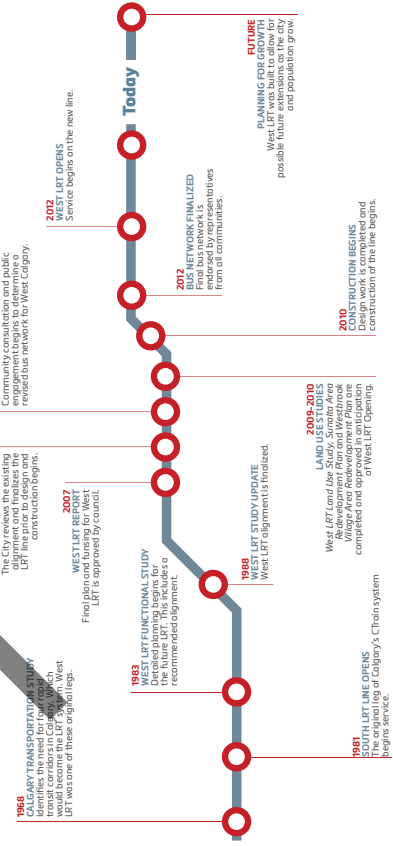 1968
CALGARY TRANSPORTATION STUDY
Identifies the need for four rapid
transit corridors in Calgary, which
would become the LRT system. West
LRT was one of these original legs.
1981
SOUTH LRT LINE OPENS
The original leg of Calgary's CTrain system
begins service.
1983
WEST LRT FUNCTIONAL STUDY
Detailed planning begins for
the future LRT. This includes a
recommended alignment.
1988
WEST LRT STUDY UPDATE
West LRT alignment is finalized.
2007
WEST LRT REPORT
Final plan and funding for West
LRT is approved by council.
The City reviews the existing
alignment and finalizes the
LRT line prior to design and
construction begins.
Community consultation and public
engagement begins to determine a
revised bus network for West Calgary.
2009-2010
LAND USE STUDIES
West LRT Land Use Study, Sunalta Area
Redevelopment Plan and Westbrook
Village Area Redevelopment Plan are
completed and approved in anticipation
of West LRT Opening.
2010
CONSTRUCTION BEGINS
Design work is completed and
construction of the line begins.
2012
BUS NETWORK FINALIZED
Final bus network is
endorsed by representatives
from all communities.
2012
WEST LRT OPENS
Service begins on the new line.
Today
FUTURE
PLANNING FOR GROWTH
West LRT was built to allow for
possible future extensions as the city
and population grow.